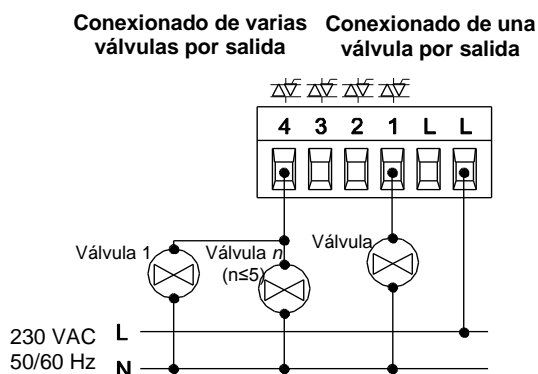 Conexionado de varias válvulas por salida
Conexionado de una válvula por salida
4 3 2 1 L L
Válvula 1
Válvula n
(n≤5)
Válvula
230 VAC L
50/60 Hz N